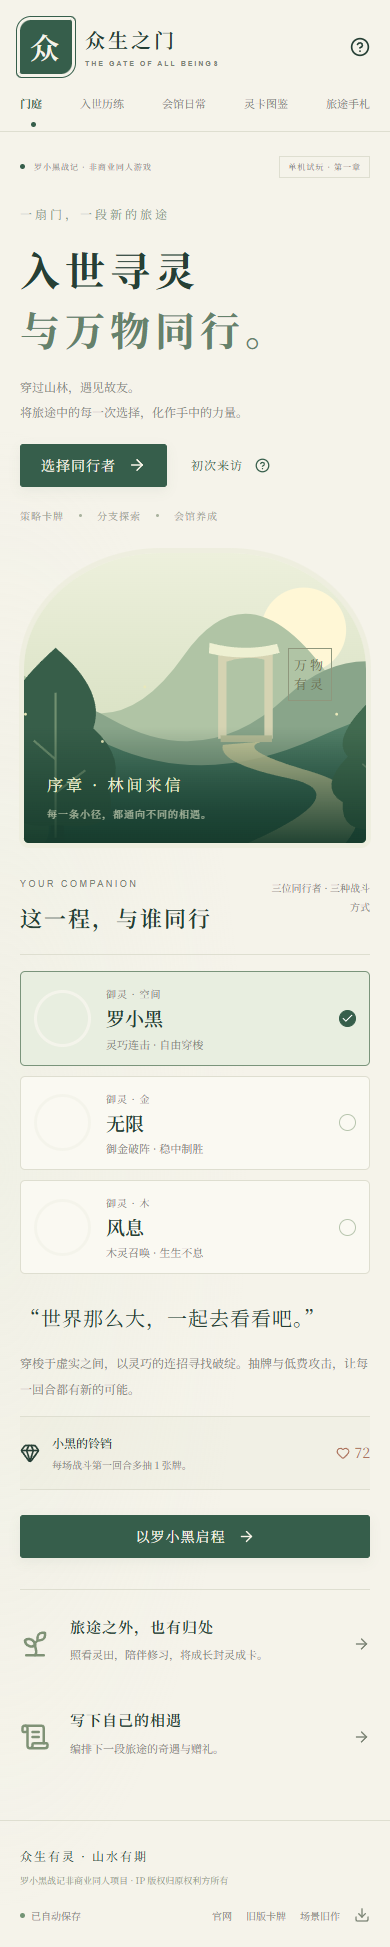 众
众生之门
THE GATE OF ALL BEINGS
门庭 入世历练 会馆日常 灵卡图鉴 旅途手札
罗小黑战记 · 非商业同人游戏
单机试玩 · 第一章
一扇门，一段新的旅途
入世寻灵
与万物同行。
穿过山林，遇见故友。
将旅途中的每一次选择，化作手中的力量。
选择同行者
初次来访
策略卡牌 • 分支探索 • 会馆养成
万物
有灵
序章 · 林间来信
每一条小径，都通向不同的相遇。
YOUR COMPANION
这一程，与谁同行
三位同行者 · 三种战斗
方式
御灵 · 空间
罗小黑
灵巧连击 · 自由穿梭
御灵 · 金
无限
御金破阵 · 稳中制胜
御灵 · 木
风息
木灵召唤 · 生生不息
“世界那么大，一起去看看吧。”
穿梭于虚实之间，以灵巧的连招寻找破绽。抽牌与低费攻击，让每
一回合都有新的可能。
小黑的铃铛
每场战斗第一回合多抽 1 张牌。
72
以罗小黑启程
旅途之外，也有归处
照看灵田，陪伴修习，将成长封灵成卡。
写下自己的相遇
编排下一段旅途的奇遇与赠礼。
众生有灵 · 山水有期
罗小黑战记非商业同人项目 · IP 版权归原权利方所有
已自动保存
官网 旧版卡牌 场景旧作